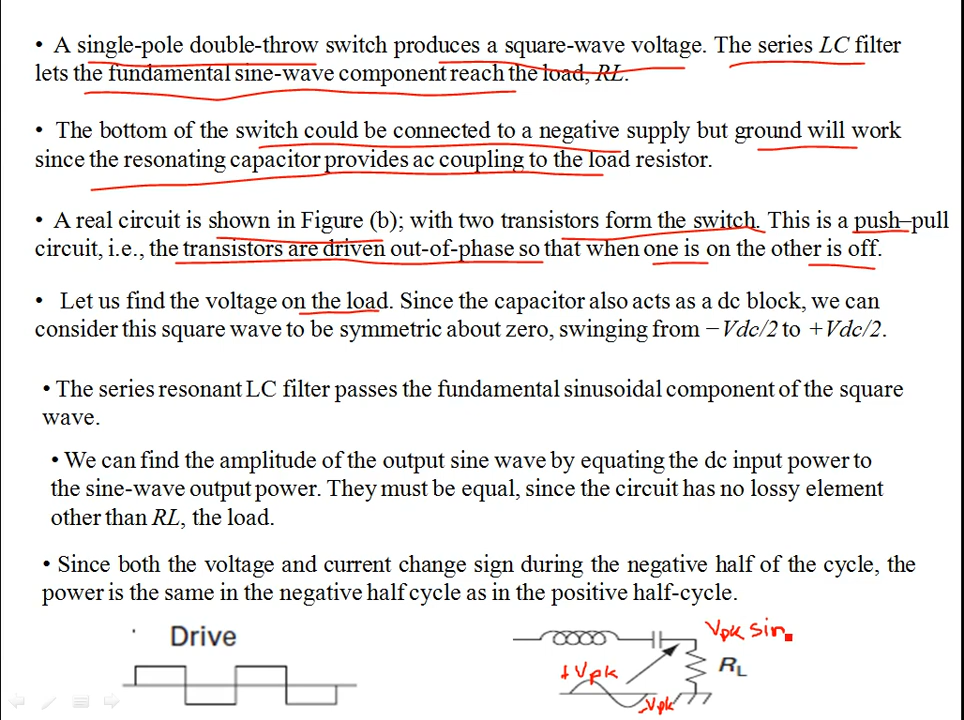 • A single-pole double-throw switch produces a square-wave voltage. The series LC filter
lets the fundamental sine-wave component reach the load, RL.
• The bottom of the switch could be connected to a negative supply but ground will work
since the resonating capacitor provides ac coupling to the load resistor.
• A real circuit is shown in Figure (b); with two transistors form the switch. This is a push–pull
circuit, i.e., the transistors are driven out-of-phase so that when one is on the other is off.
• Let us find the voltage on the load. Since the capacitor also acts as a dc block, we can
consider this square wave to be symmetric about zero, swinging from −Vdc/2 to +Vdc/2.
• The series resonant LC filter passes the fundamental sinusoidal component of the square
wave.
• We can find the amplitude of the output sine wave by equating the dc input power to
the sine-wave output power. They must be equal, since the circuit has no lossy element
other than RL, the load.
• Since both the voltage and current change sign during the negative half of the cycle, the
power is the same in the negative half cycle as in the positive half-cycle.
Drive
Vpk sin
+Vpk
RL
-Vpk